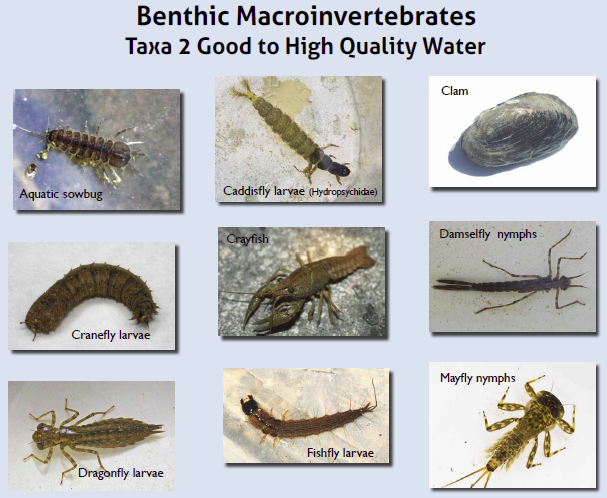 Benthic Macroinvertebrates
Taxa 2 Good to High Quality Water
Aquatic sowbug
Caddisfly larvae (Hydropsychidae)
Clam
Cranefly larvae
Crayfish
Damselfly nymphs
Dragonfly larvae
Fishfly larvae
Mayfly nymphs